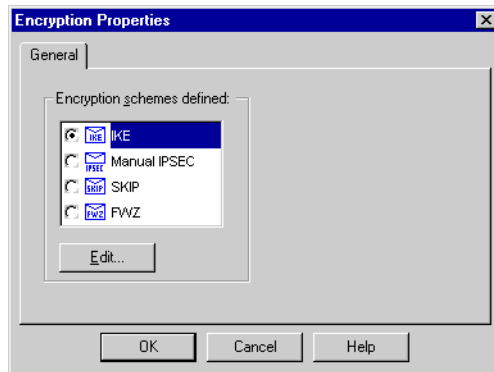 Encryption Properties
General
Encryption schemes defined:
IKE IKE
IPSEC Manual IPSEC
SKIP SKIP
FWZ FWZ
Edit...
OK Cancel Help